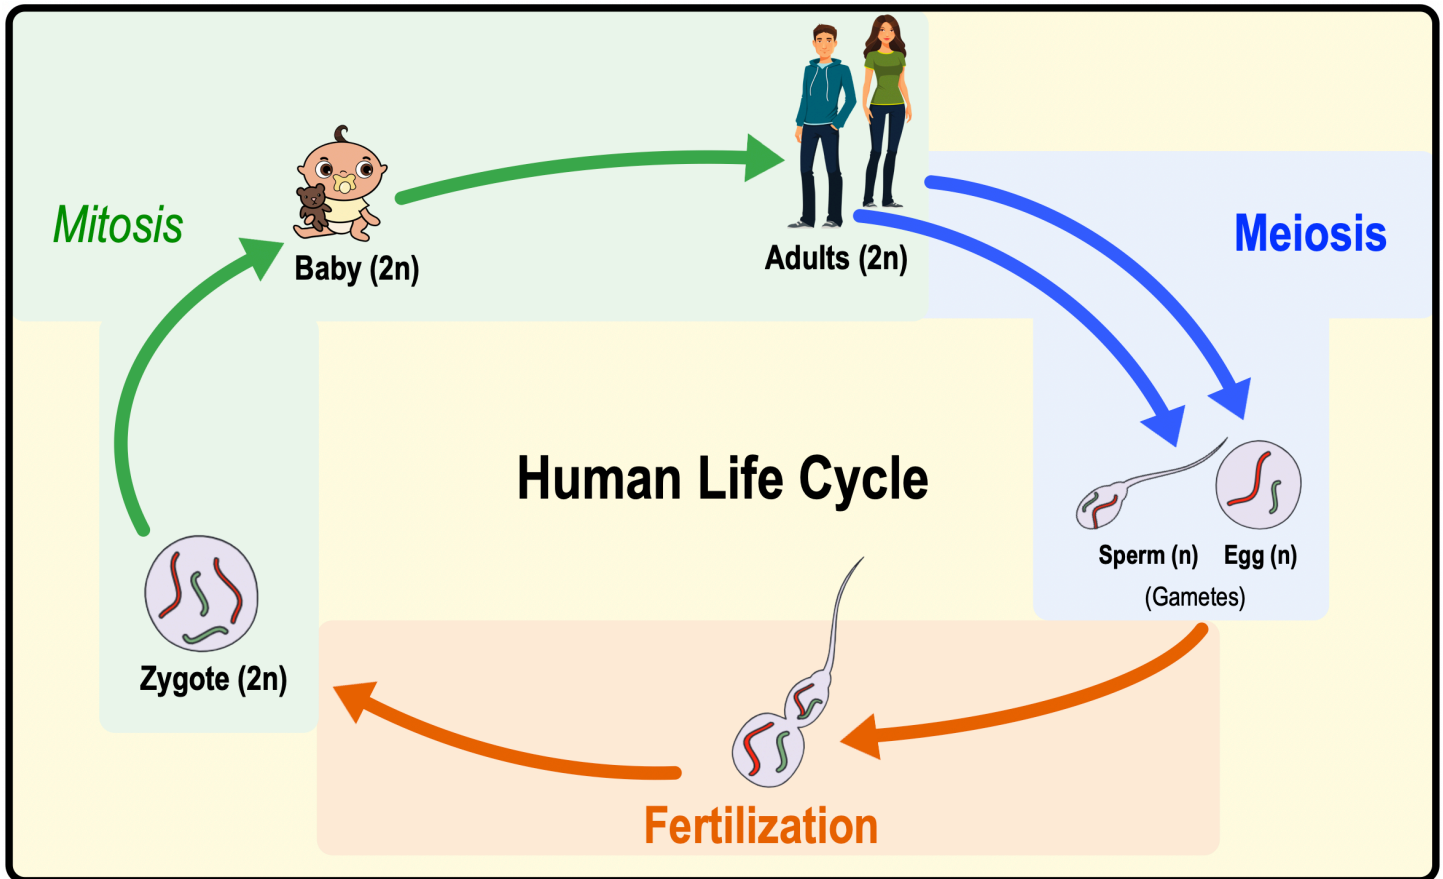 Mitosis
Baby (2n)
Adults (2n)
Meiosis
Human Life Cycle
Sperm (n)
Egg (n)
(Gametes)
Zygote (2n)
Fertilization